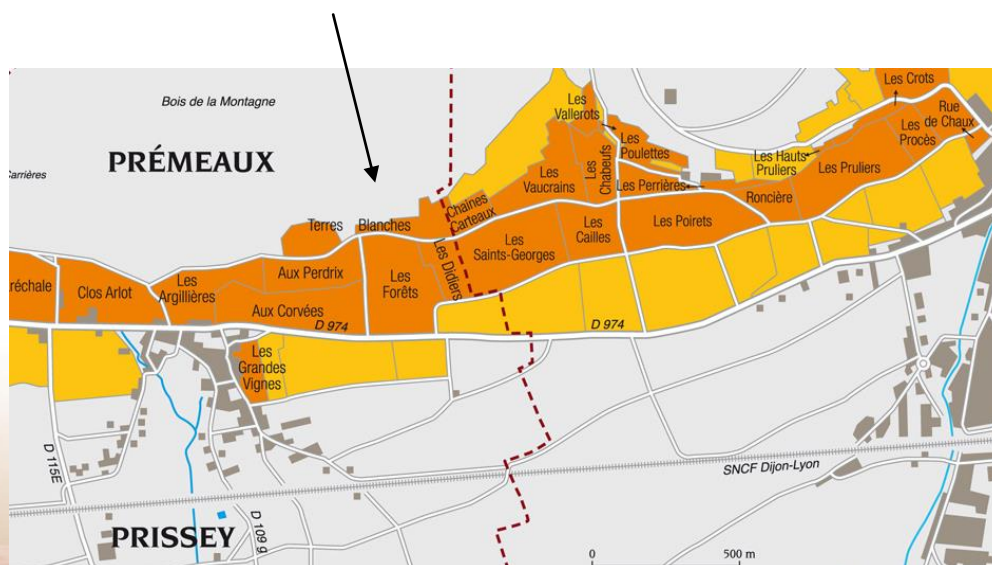 Les Crots
Bois de la Montagne
Les
Vallerots
Rue
de Chaux
Les
Procès
PRÉMEAUX
Les
Poulettes
Les Hauts
Pruliers
Les Pruliers
Carrières
Les
Chabeufs
Les
Vaucrains
Les Perrières
Roncière
Chaînes
Carteaux
Terres Blanches
Les Poirets
Les
Cailles
Les
Saints-Georges
Les Didiers
Aux Perdrix
Les
Forêts
Les
Argillières
Clos Arlot
réchale
Aux Corvées
D 974
D 974
Les
Grandes
Vignes
D 115E
SNCF Dijon-Lyon
PRISSEY
D 109 g
0 500 m